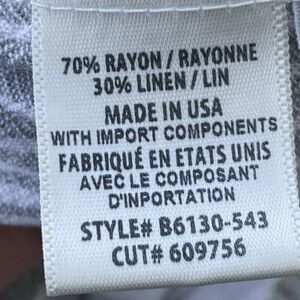 70% RAYON / RAYONNE
30% LINEN / LIN
MADE IN USA
WITH IMPORT COMPONENTS
FABRIQUÉ EN ETATS UNIS
AVEC LE COMPOSANT
D'INPORTATION
STYLE# B6130-543
CUT# 609756